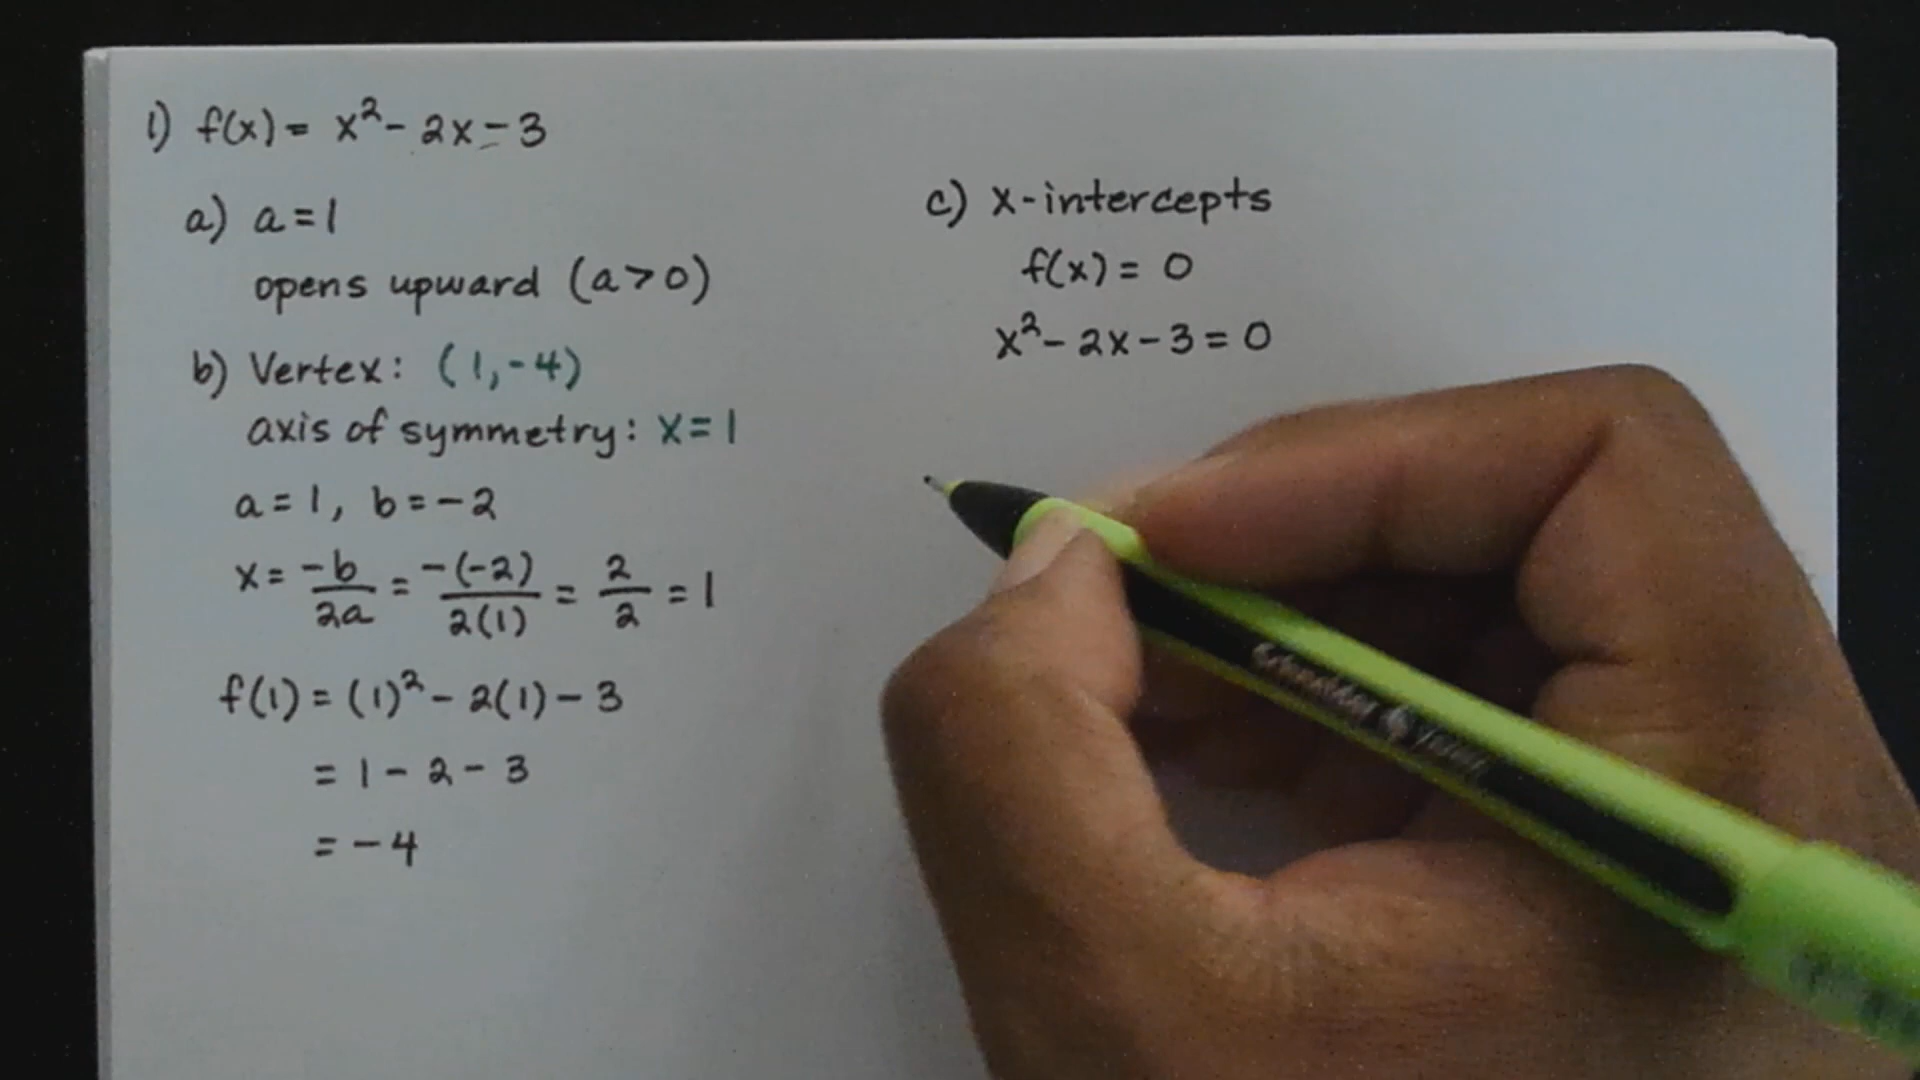 1) f(x) = x² - 2x - 3
a) a = 1
opens upward (a > 0)
b) Vertex: (1, -4)
axis of symmetry: x = 1
a = 1, b = -2
x = -b/2a = -(-2)/2(1) = 2/2 = 1
f(1) = (1)² - 2(1) - 3
= 1 - 2 - 3
= -4
c) x-intercepts
f(x) = 0
x² - 2x - 3 = 0